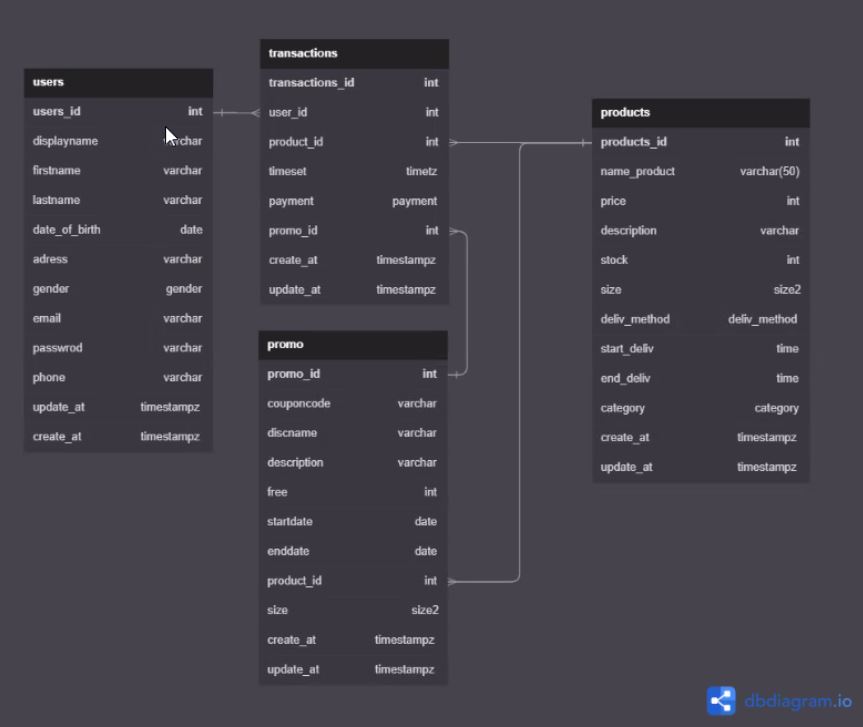 users
users_id int
displayname
firstname varchar
lastname varchar
date_of_birth date
adress varchar
gender gender
email varchar
passwrod varchar
phone varchar
update_at timestampz
create_at timestampz
transactions
transactions_id int
user_id int
product_id int
timeset timetz
payment payment
promo_id int
create_at timestampz
update_at timestampz
promo
promo_id int
couponcode varchar
discname varchar
description varchar
free int
startdate date
enddate date
product_id int
size size2
create_at timestampz
update_at timestampz
products
products_id int
name_product varchar(50)
price int
description varchar
stock int
size size2
deliv_method deliv_method
start_deliv time
end_deliv time
category category
create_at timestampz
update_at timestampz
dbdiagram.io